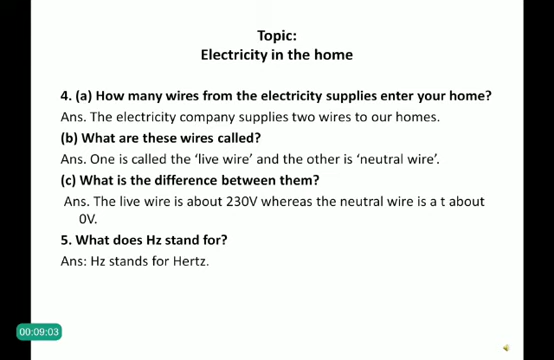 Topic:
Electricity in the home
4. (a) How many wires from the electricity supplies enter your home?
Ans. The electricity company supplies two wires to our homes.
(b) What are these wires called?
Ans. One is called the ‘live wire’ and the other is ‘neutral wire’.
(c) What is the difference between them?
Ans. The live wire is about 230V whereas the neutral wire is a t about
0V.
5. What does Hz stand for?
Ans: Hz stands for Hertz.
00:09:03